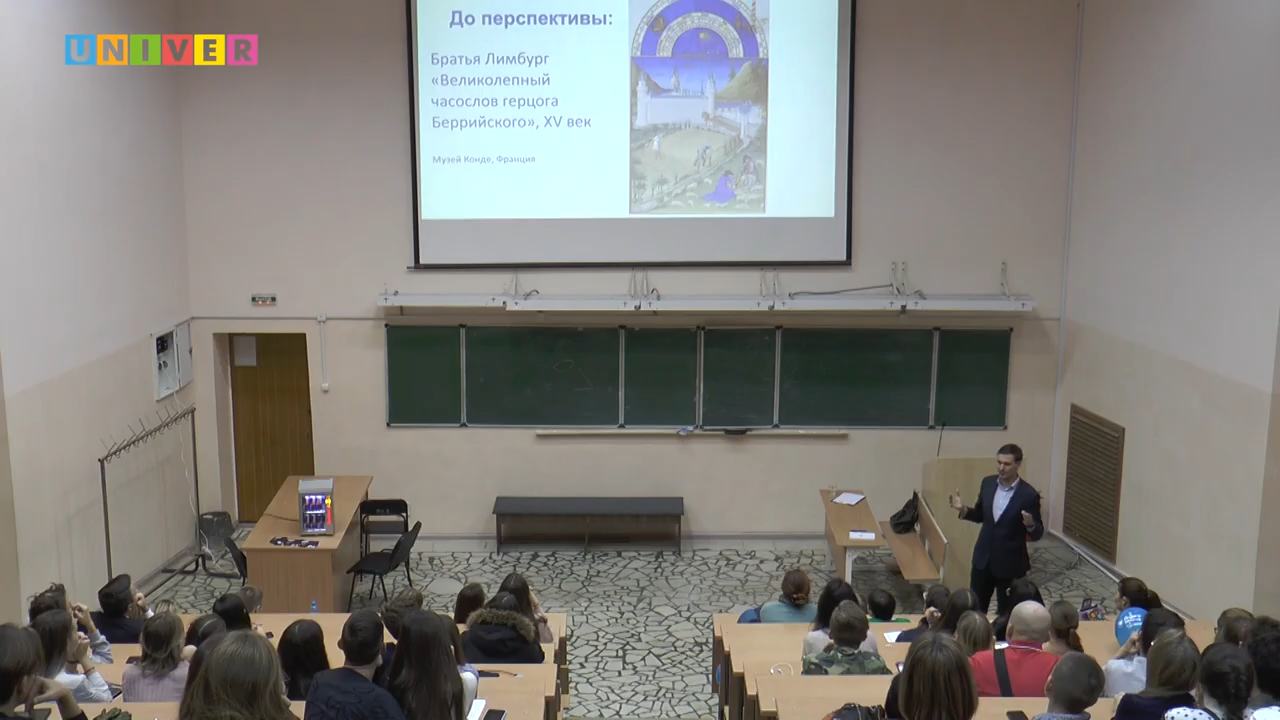 UNIVER
До перспективы:
Братья Лимбург
«Великолепный
часослов герцога
Беррийского», XV век
Музей Конде, Франция